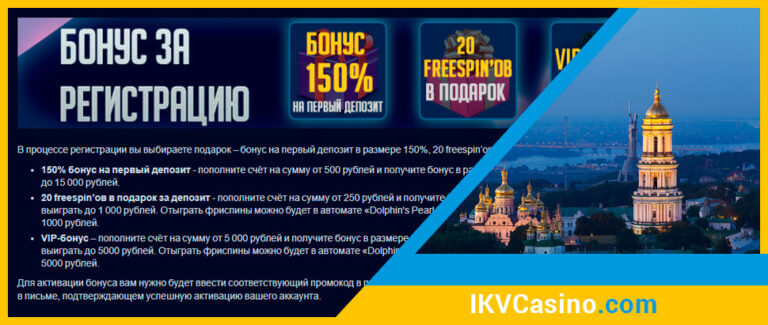 БОНУС ЗА
РЕГИСТРАЦИЮ
БОНУС
150%
НА ПЕРВЫЙ ДЕПОЗИТ
20
FREESPIN'ОВ
В ПОДАРОК
VIP
В процессе регистрации вы выбираете подарок – бонус на первый депозит в размере 150%, 20 freespin'ов
• 150% бонус на первый депозит - пополните счёт на сумму от 500 рублей и получите бонус в
до 15 000 рублей.
• 20 freespin'ов в подарок за депозит - пополните счёт на сумму от 250 рублей и получите
выиграть до 1 000 рублей. Отыграть фриспины можно будет в автомате «Dolphin's Pearl
1000 рублей.
• VIP-бонус – пополните счёт на сумму от 5 000 рублей и получите бонус в размере
выиграть до 5000 рублей. Отыграть фриспины можно будет в автомате
5000 рублей.
Для активации бонуса вам нужно будет ввести соответствующий промокод в
в письме, подтверждающем успешную активацию вашего аккаунта.
IKVCasino.com